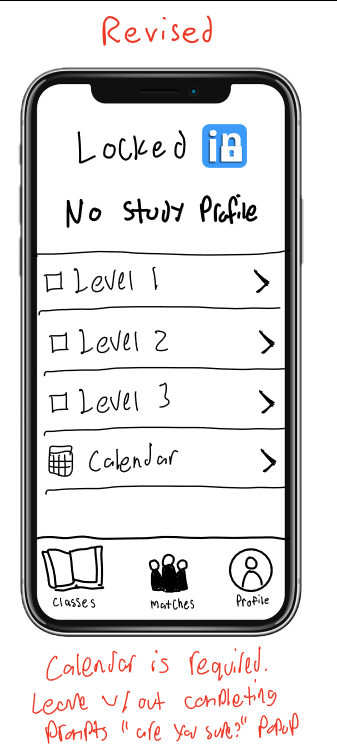 Revised
Locked in
No Study Profile
Level 1
Level 2
Level 3
Calendar
Classes
Matches
Profile
Calendar is required.
Leave w/out completing
prompts "are you sure?" popup